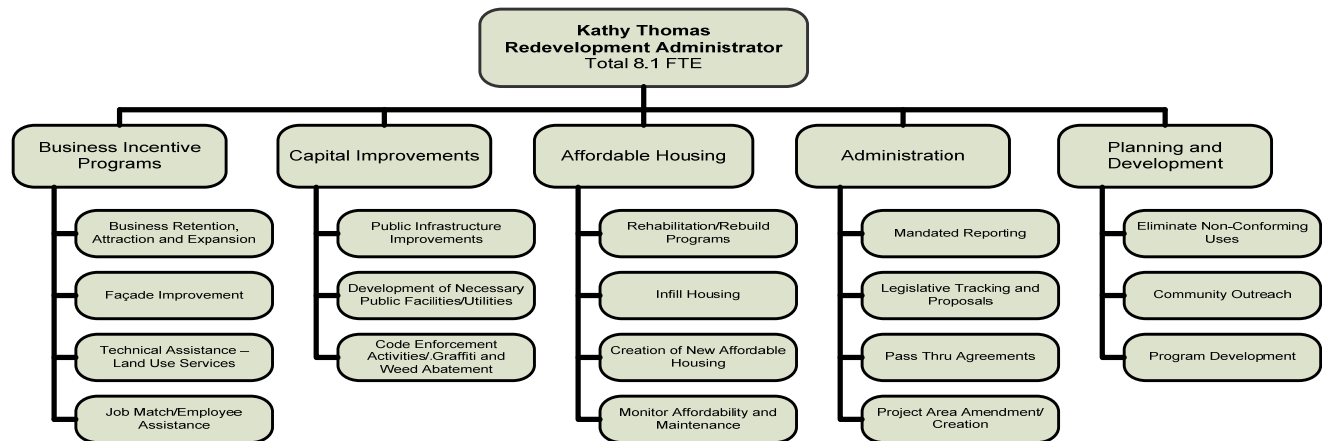 Kathy Thomas
Redevelopment Administrator
Total 8.1 FTE
Business Incentive
Programs
Business Retention,
Attraction and Expansion
Façade Improvement
Technical Assistance –
Land Use Services
Job Match/Employee
Assistance
Capital Improvements
Public Infrastructure
Improvements
Development of Necessary
Public Facilities/Utilities
Code Enforcement
Activities/.Graffiti and
Weed Abatement
Affordable Housing
Rehabilitation/Rebuild
Programs
Infill Housing
Creation of New Affordable
Housing
Monitor Affordability and
Maintenance
Administration
Mandated Reporting
Legislative Tracking and
Proposals
Pass Thru Agreements
Project Area Amendment/
Creation
Planning and
Development
Eliminate Non-Conforming
Uses
Community Outreach
Program Development